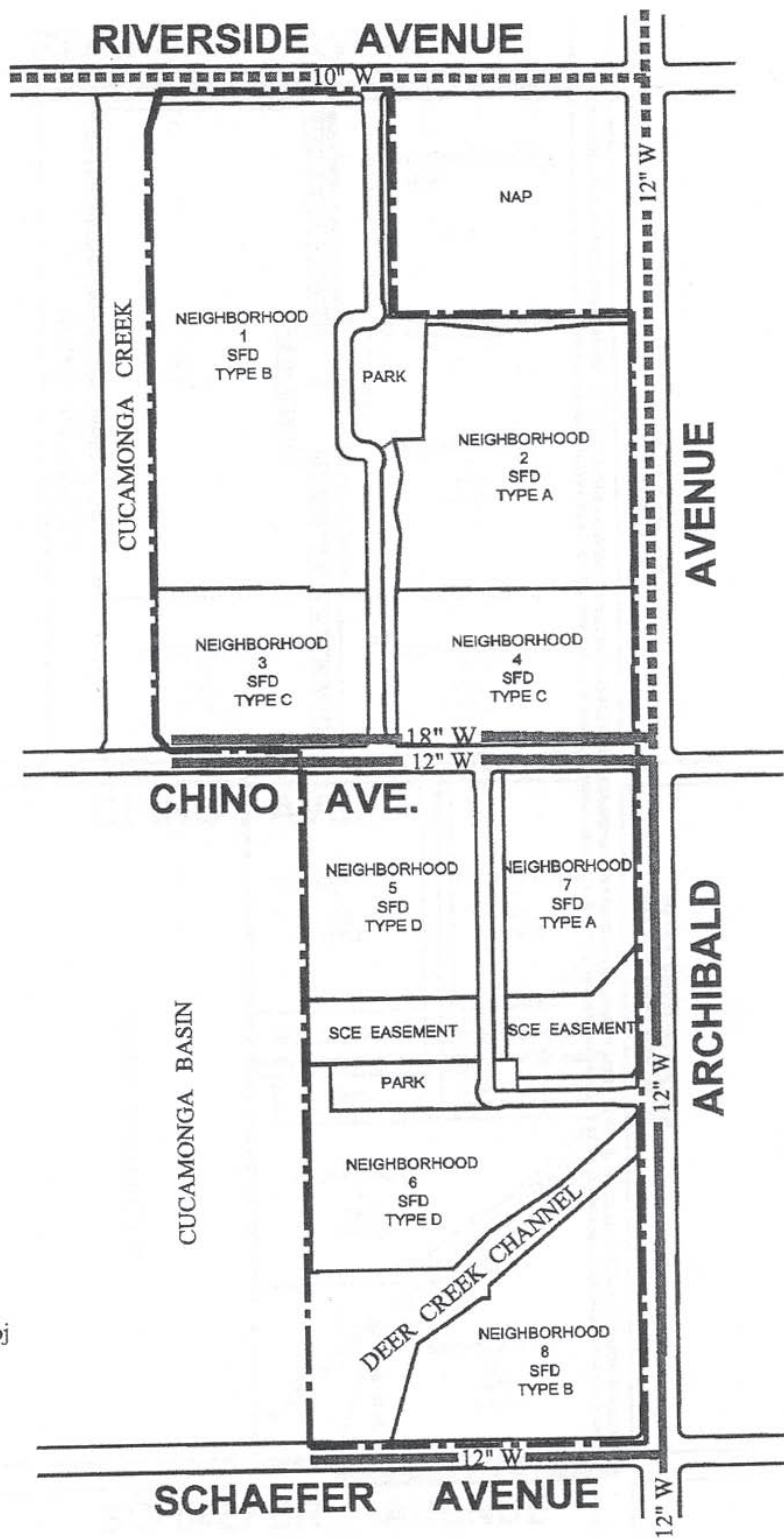 RIVERSIDE AVENUE
10" W
12" W
NAP
CUCAMONGA CREEK
NEIGHBORHOOD
1
SFD
TYPE B
PARK
NEIGHBORHOOD
2
SFD
TYPE A
AVENUE
NEIGHBORHOOD
3
SFD
TYPE C
NEIGHBORHOOD
4
SFD
TYPE C
18" W
12" W
CHINO AVE.
NEIGHBORHOOD
5
SFD
TYPE D
NEIGHBORHOOD
7
SFD
TYPE A
ARCHIBALD
CUCAMONGA BASIN
SCE EASEMENT
SCE EASEMENT
PARK
12" W
NEIGHBORHOOD
6
SFD
TYPE D
DEER CREEK CHANNEL
NEIGHBORHOOD
8
SFD
TYPE B
12" W
SCHAEFER AVENUE
12" W